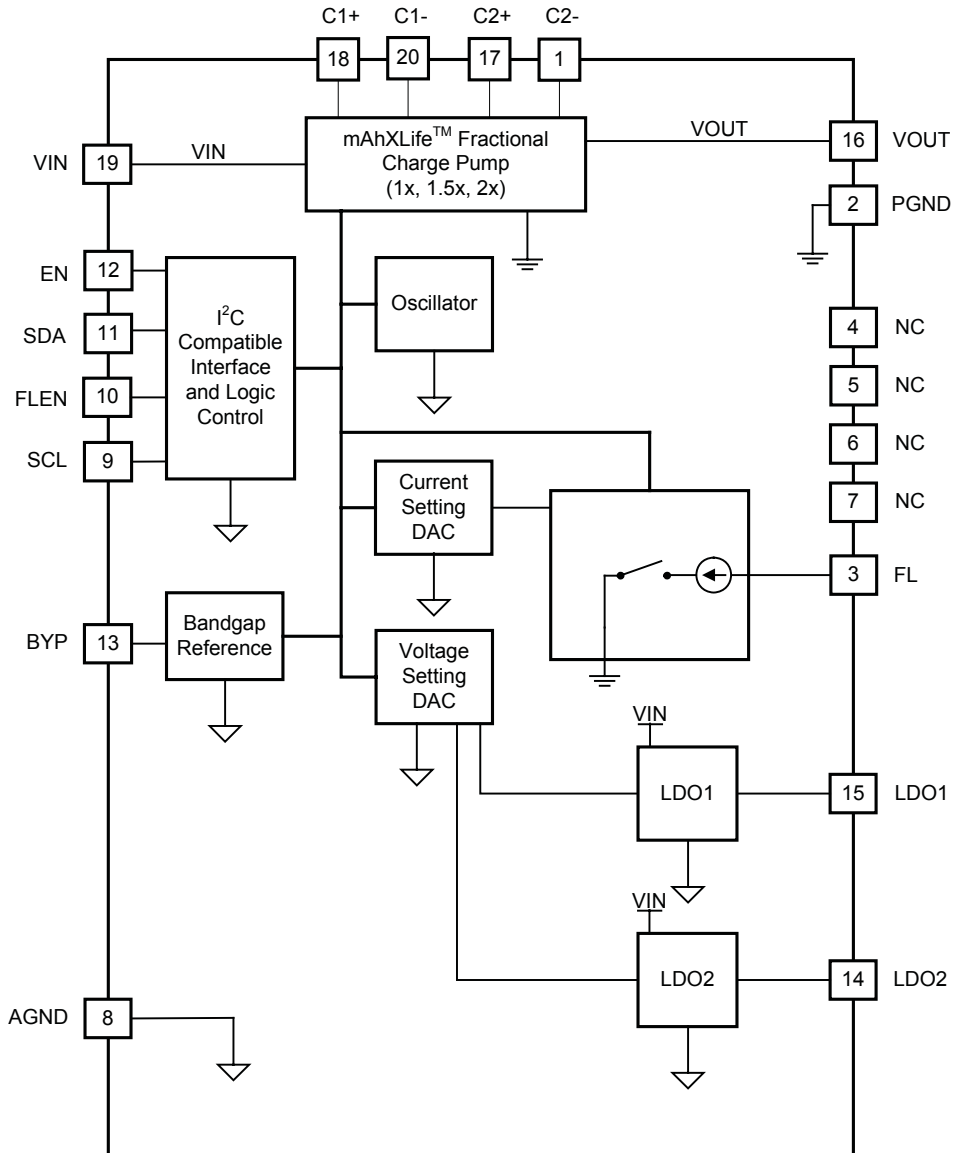 C1+ C1- C2+ C2-
18 20 17 1
mAhXLife™ Fractional
Charge Pump
(1x, 1.5x, 2x)
VIN 19 VIN
VOUT 16 VOUT
2 PGND
EN 12
SDA 11
FLEN 10
SCL 9
I²C
Compatible
Interface
and Logic
Control
Oscillator
4 NC
5 NC
6 NC
7 NC
Current
Setting
DAC
3 FL
BYP 13
Bandgap
Reference
Voltage
Setting
DAC
VIN
LDO1
15 LDO1
VIN
LDO2
14 LDO2
AGND 8